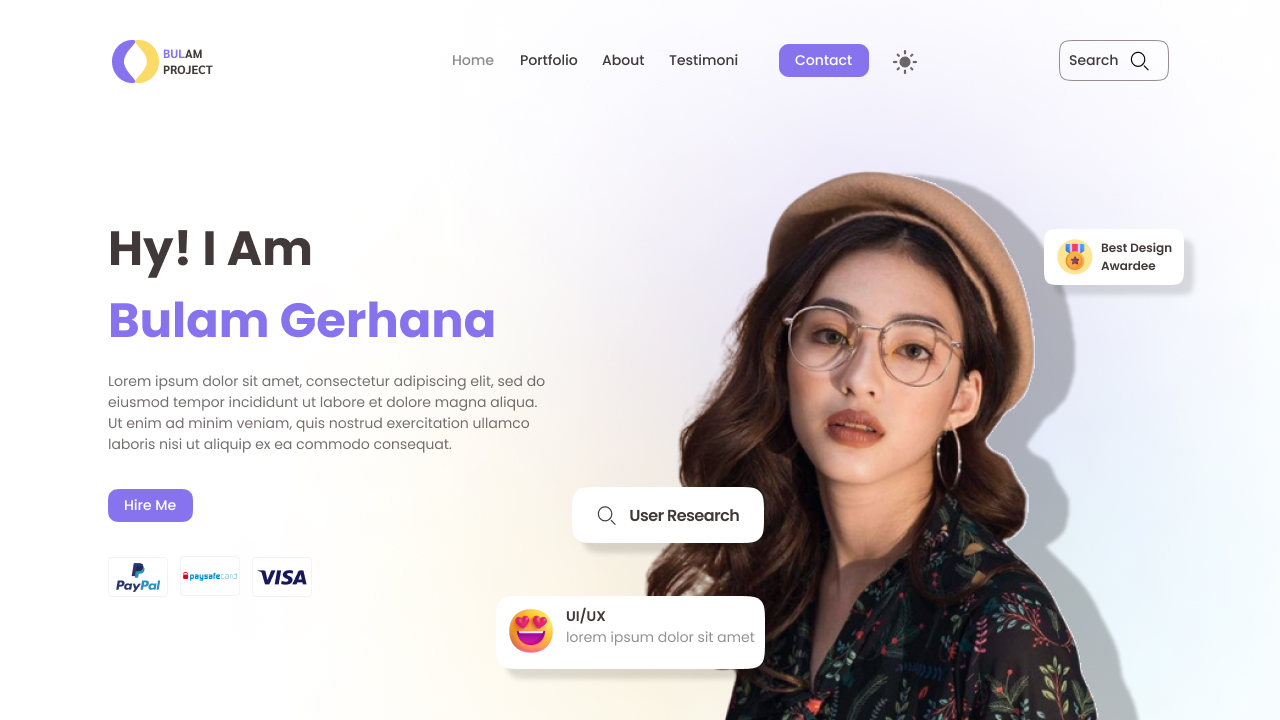 BULAM
PROJECT
Home Portfolio About Testimoni Contact Search
Hy! I Am
Bulam Gerhana
Lorem ipsum dolor sit amet, consectetur adipiscing elit, sed do
eiusmod tempor incididunt ut labore et dolore magna aliqua.
Ut enim ad minim veniam, quis nostrud exercitation ullamco
laboris nisi ut aliquip ex ea commodo consequat.
Hire Me
PayPal paysafecard VISA
Best Design
Awardee
User Research
UI/UX
lorem ipsum dolor sit amet